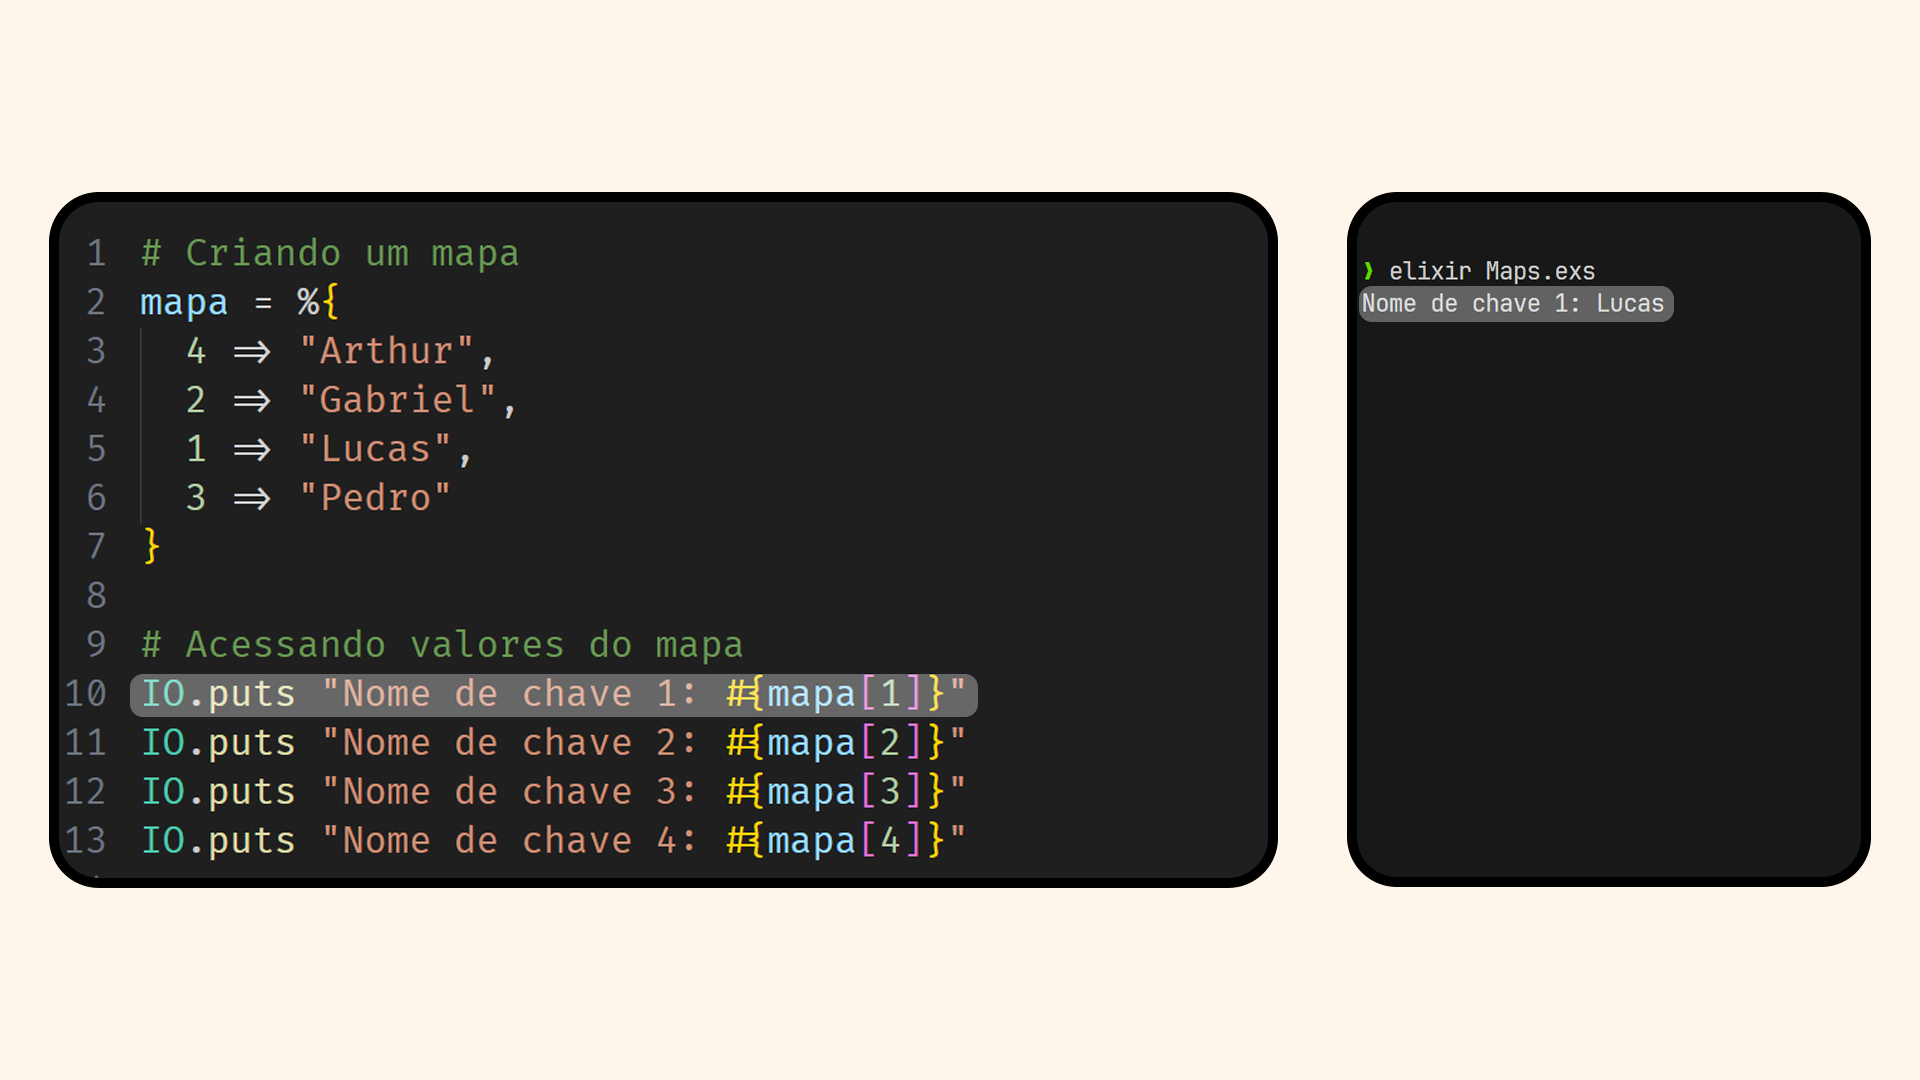 1 # Criando um mapa
2 mapa = %{
3 4 => "Arthur",
4 2 => "Gabriel",
5 1 => "Lucas",
6 3 => "Pedro"
7 }
8
9 # Acessando valores do mapa
10 IO.puts "Nome de chave 1: #{mapa[1]}"
11 IO.puts "Nome de chave 2: #{mapa[2]}"
12 IO.puts "Nome de chave 3: #{mapa[3]}"
13 IO.puts "Nome de chave 4: #{mapa[4]}"
❯ elixir Maps.exs
Nome de chave 1: Lucas